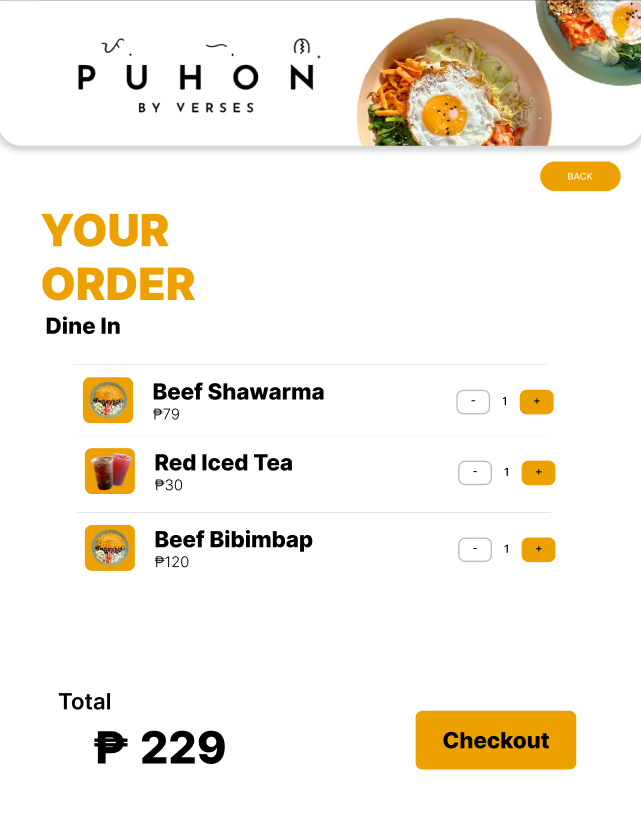 PUHON
BY VERSES
BACK
YOUR
ORDER
Dine In
Beef Shawarma
₱79
- 1 +
Red Iced Tea
₱30
- 1 +
Beef Bibimbap
₱120
- 1 +
Total
₱ 229
Checkout